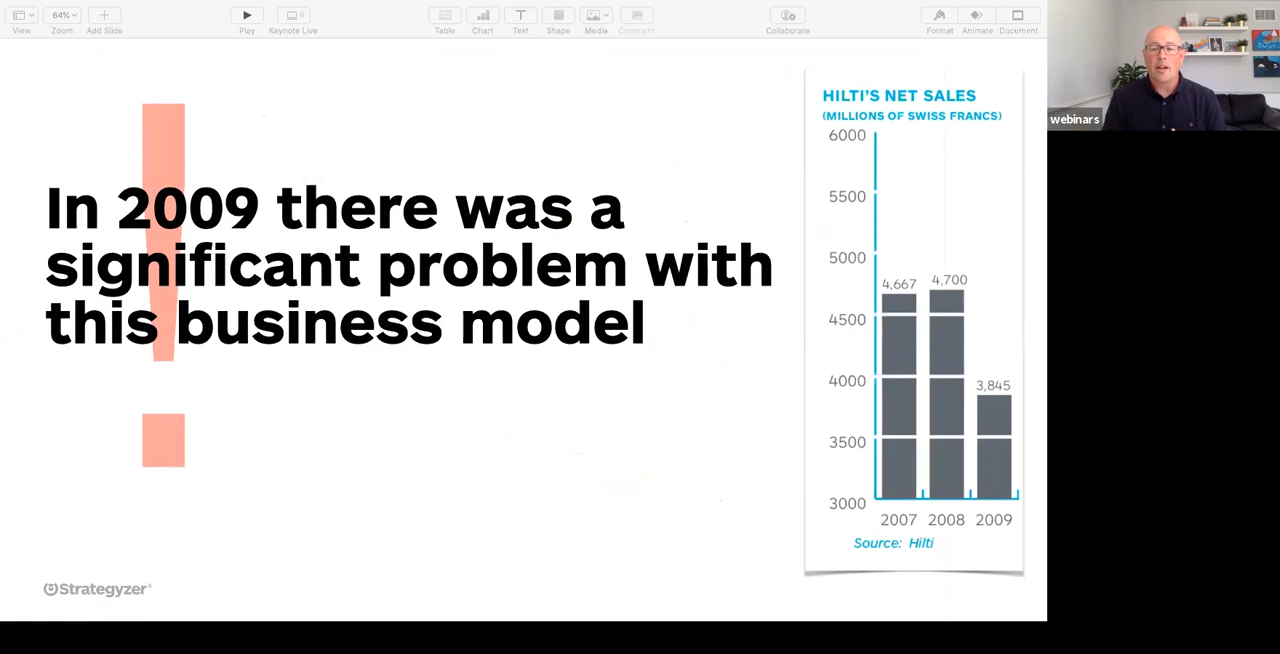 64%
View
Zoom
Add Slide
Play
Keynote Live
Table
Chart
Text
Shape
Media
Comment
Collaborate
Format
Animate
Document
webinars
In 2009 there was a
significant problem with
this business model
HILTI'S NET SALES
(MILLIONS OF SWISS FRANCS)
6000
5500
5000
4500
4000
3500
3000
4,667
4,700
3,845
2007 2008 2009
Source: Hilti
Strategyzer